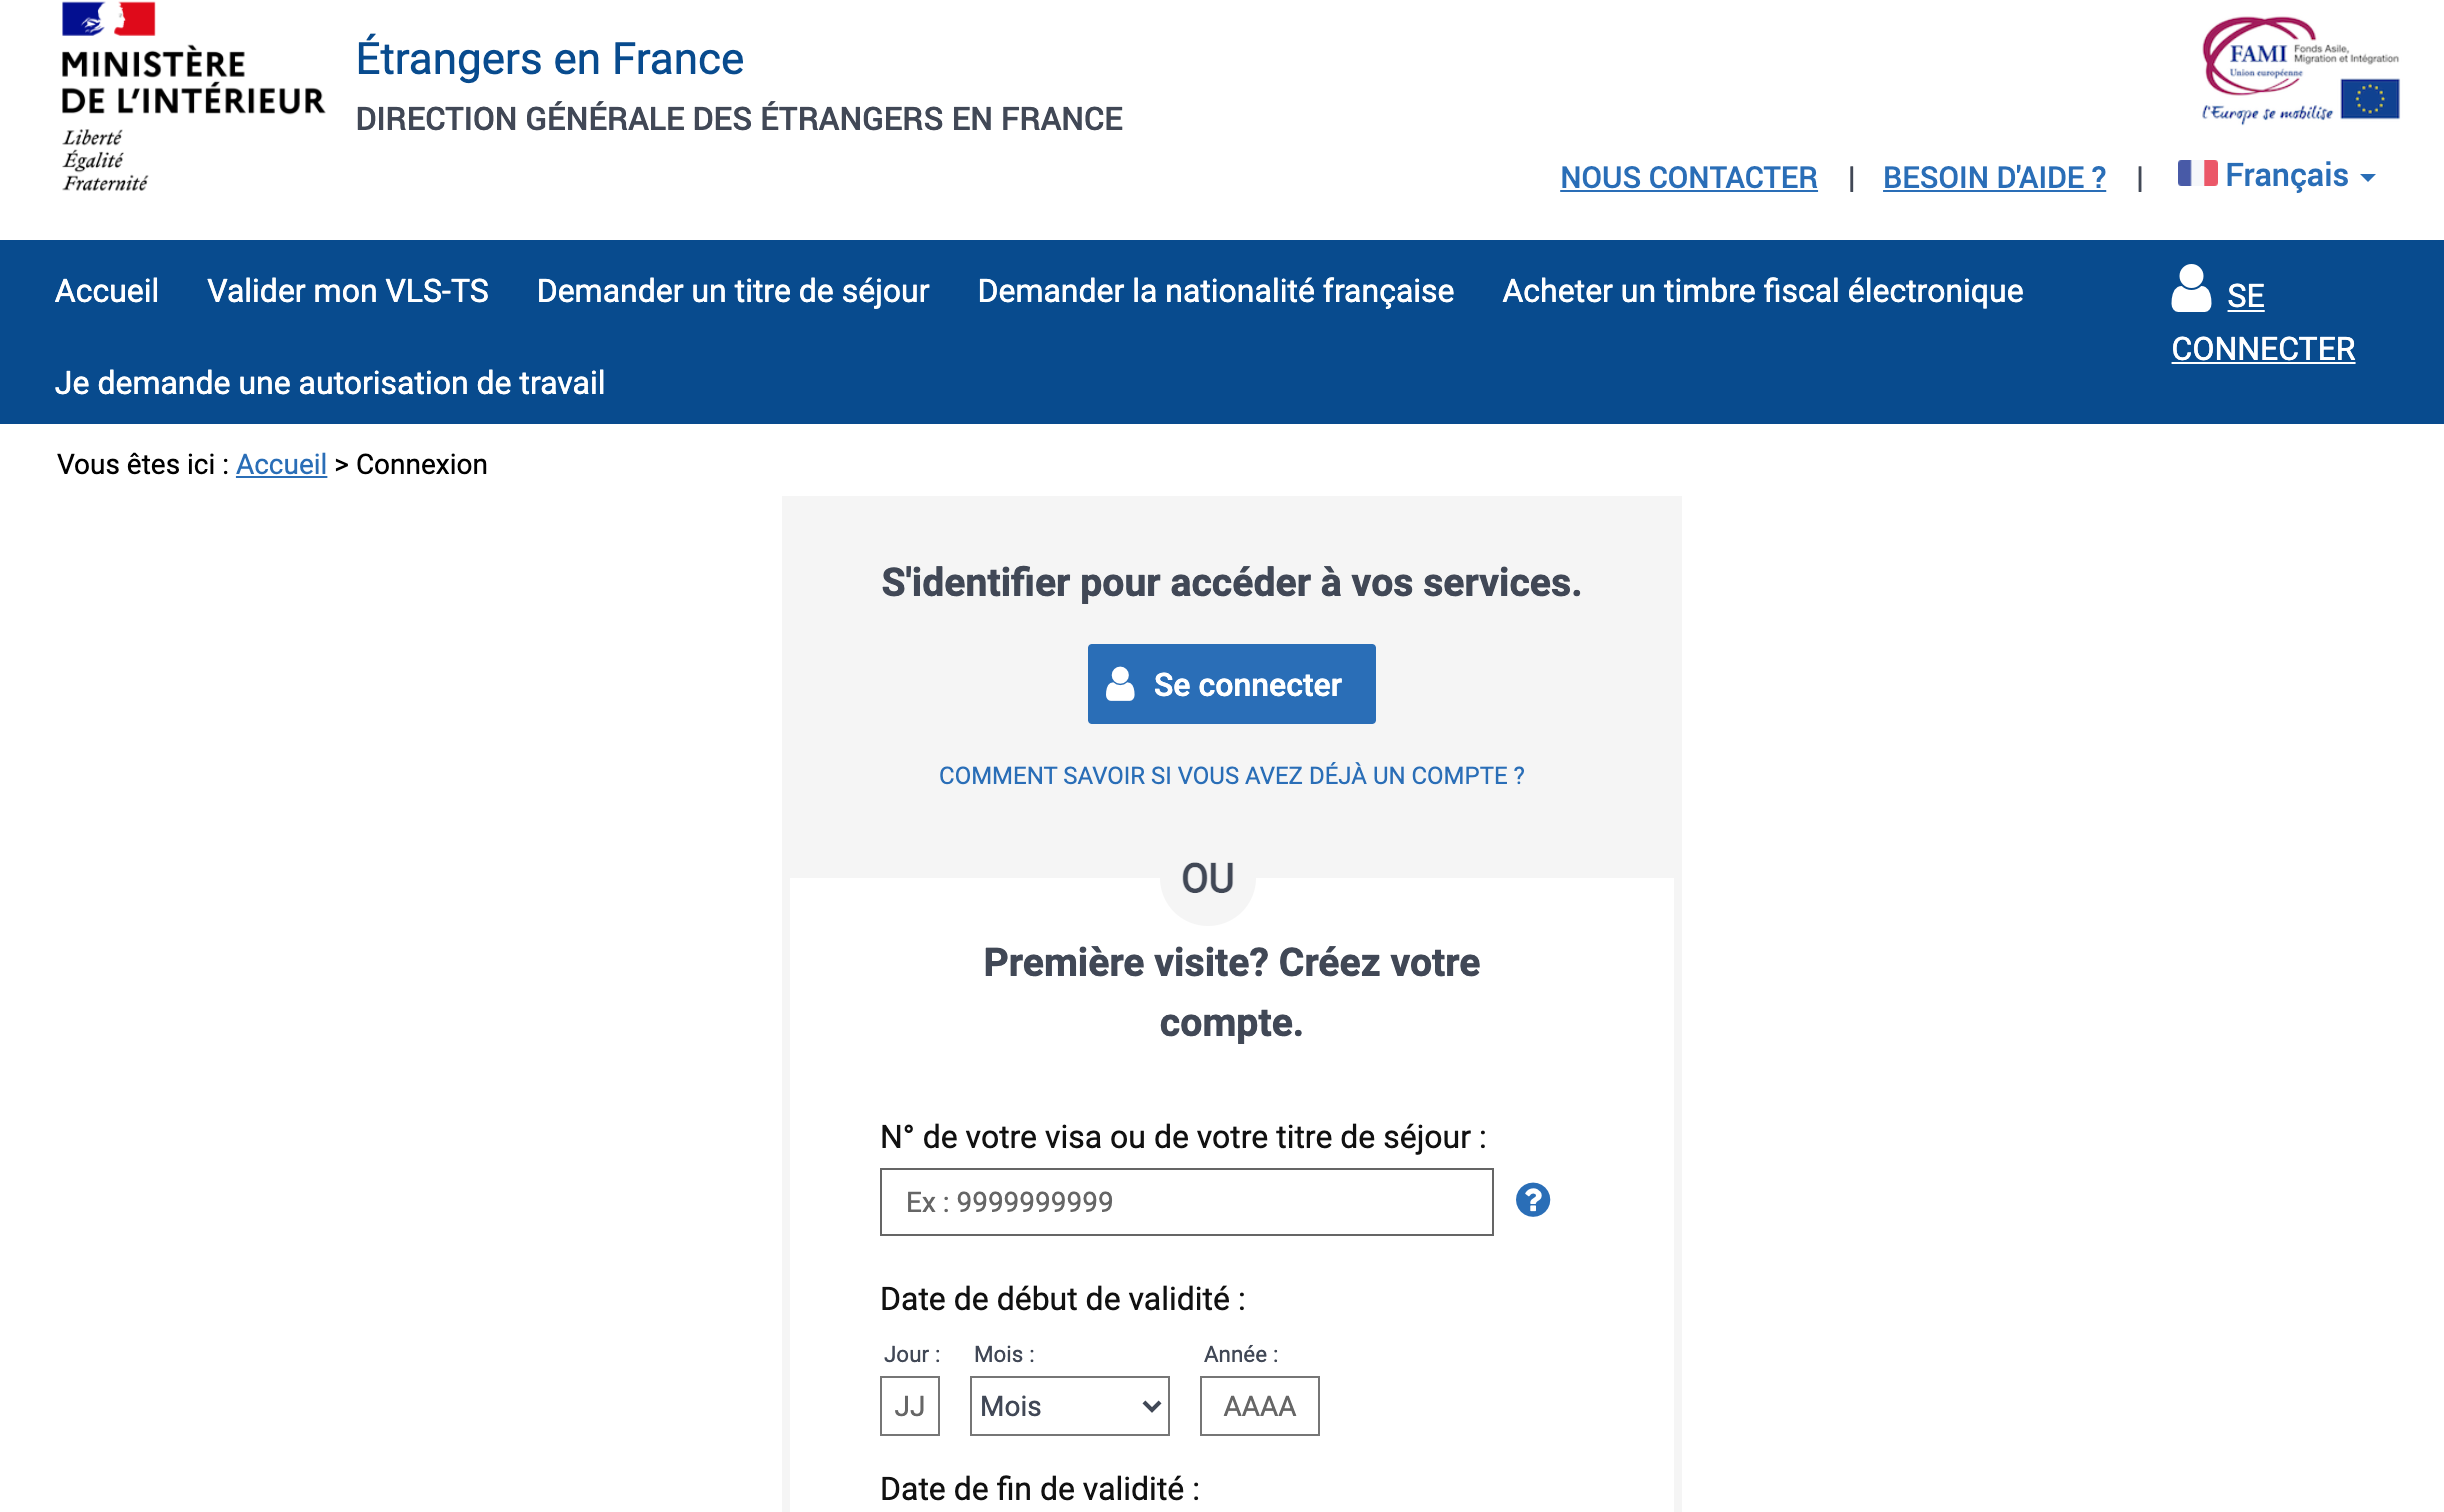 MINISTÈRE
DE L'INTÉRIEUR
Liberté
Égalité
Fraternité
Étrangers en France
DIRECTION GÉNÉRALE DES ÉTRANGERS EN FRANCE
FAMI
Fonds Asile,
Migration et Intégration
Union européenne
l'Europe se mobilise
NOUS CONTACTER | BESOIN D'AIDE ? | Français
Accueil Valider mon VLS-TS Demander un titre de séjour Demander la nationalité française Acheter un timbre fiscal électronique
Je demande une autorisation de travail
SE
CONNECTER
Vous êtes ici : Accueil > Connexion
S'identifier pour accéder à vos services.
Se connecter
COMMENT SAVOIR SI VOUS AVEZ DÉJÀ UN COMPTE ?
OU
Première visite? Créez votre
compte.
N° de votre visa ou de votre titre de séjour :
Ex : 9999999999
?
Date de début de validité :
Jour : Mois : Année :
JJ Mois AAAA
Date de fin de validité :